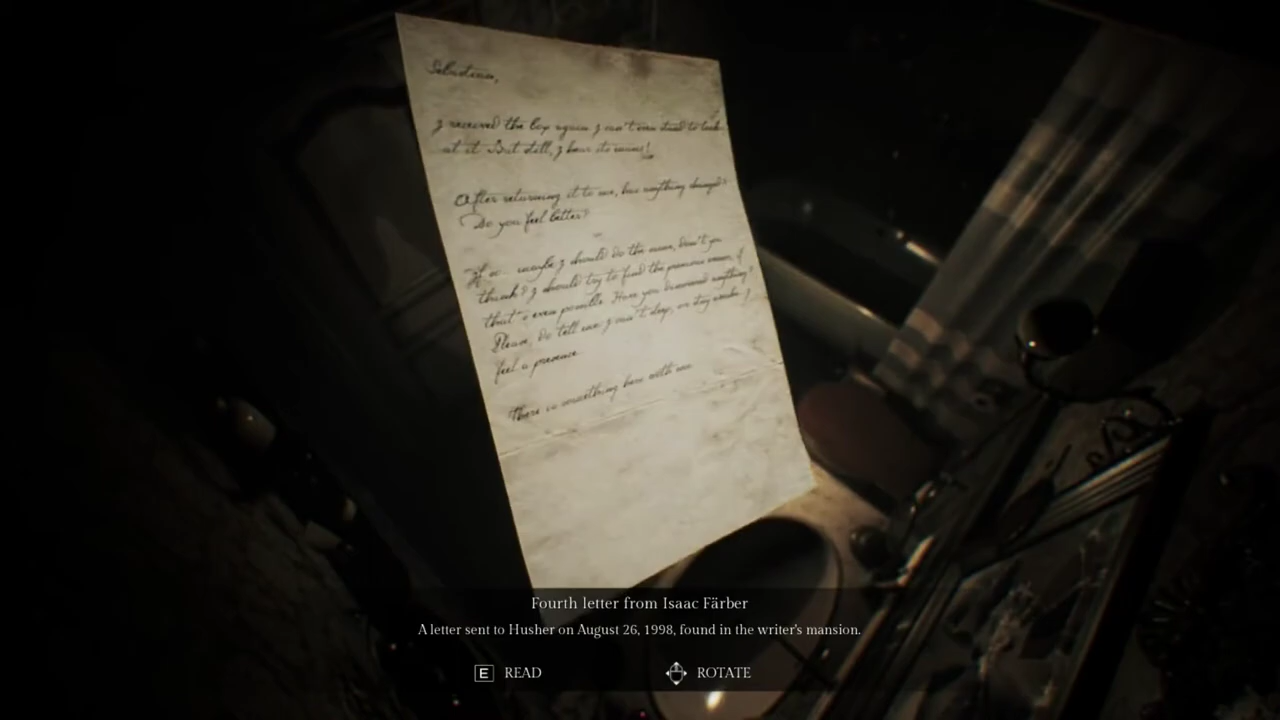 Sebastian,
I received the box again I can't even stand to look
at it But still, I hear its music!
After returning it to me, has anything changed?
Do you feel better?
If so... maybe I should do the same, don't you
think? I should try to find the previous owner, if
that's even possible. Have you discovered anything?
Please, do tell me I can't sleep, or stay awake I
feel a presence
There is something here with me
Fourth letter from Isaac Färber
A letter sent to Husher on August 26, 1998, found in the writer's mansion.
E READ
ROTATE